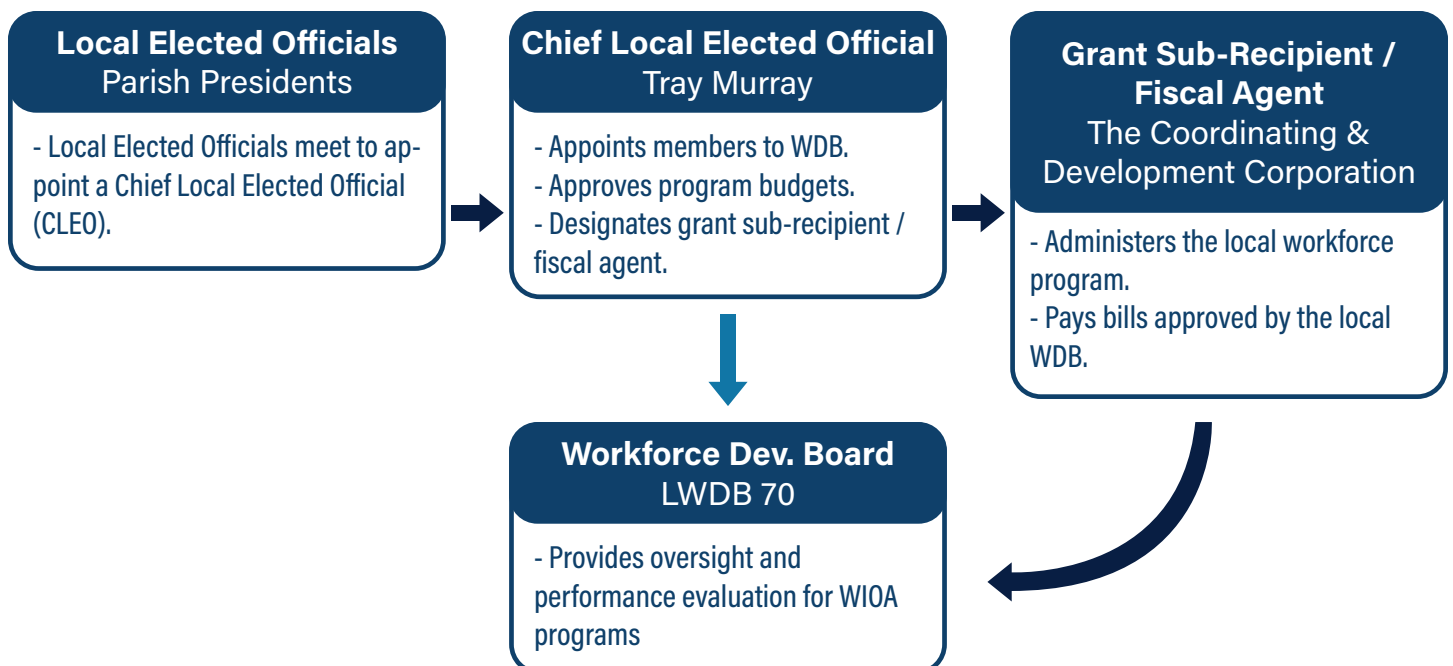 Local Elected Officials
Parish Presidents
- Local Elected Officials meet to ap-
point a Chief Local Elected Official
(CLEO).
Chief Local Elected Official
Tray Murray
- Appoints members to WDB.
- Approves program budgets.
- Designates grant sub-recipient /
fiscal agent.
Grant Sub-Recipient /
Fiscal Agent
The Coordinating &
Development Corporation
- Administers the local workforce
program.
- Pays bills approved by the local
WDB.
Workforce Dev. Board
LWDB 70
- Provides oversight and
performance evaluation for WIOA
programs